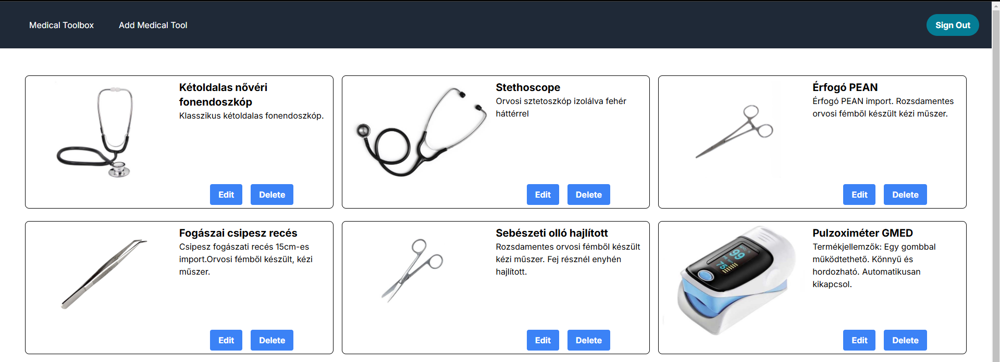 Medical Toolbox
Add Medical Tool
Sign Out
Kétoldalas nővéri
fonendoszkóp
Klasszikus kétoldalas fonendoszkóp.
Edit
Delete
Stethoscope
Orvosi sztetoszkóp izolálva fehér
háttérrel
Edit
Delete
Érfogó PEAN
Érfogó PEAN import. Rozsdamentes
orvosi fémből készült kézi műszer.
Edit
Delete
Fogászai csipesz recés
Csipesz fogászati recés 15cm-es
import.Orvosi fémből készült, kézi
műszer.
Edit
Delete
Sebészeti olló hajlított
Rozsdamentes orvosi fémből készült
kézi műszer. Fej résznél enyhén
hajlított.
Edit
Delete
99
75
Pulzoximéter GMED
Termékjellemzők: Egy gombbal
működtethető. Könnyű és
hordozható. Automatikusan
kikapcsol.
Edit
Delete